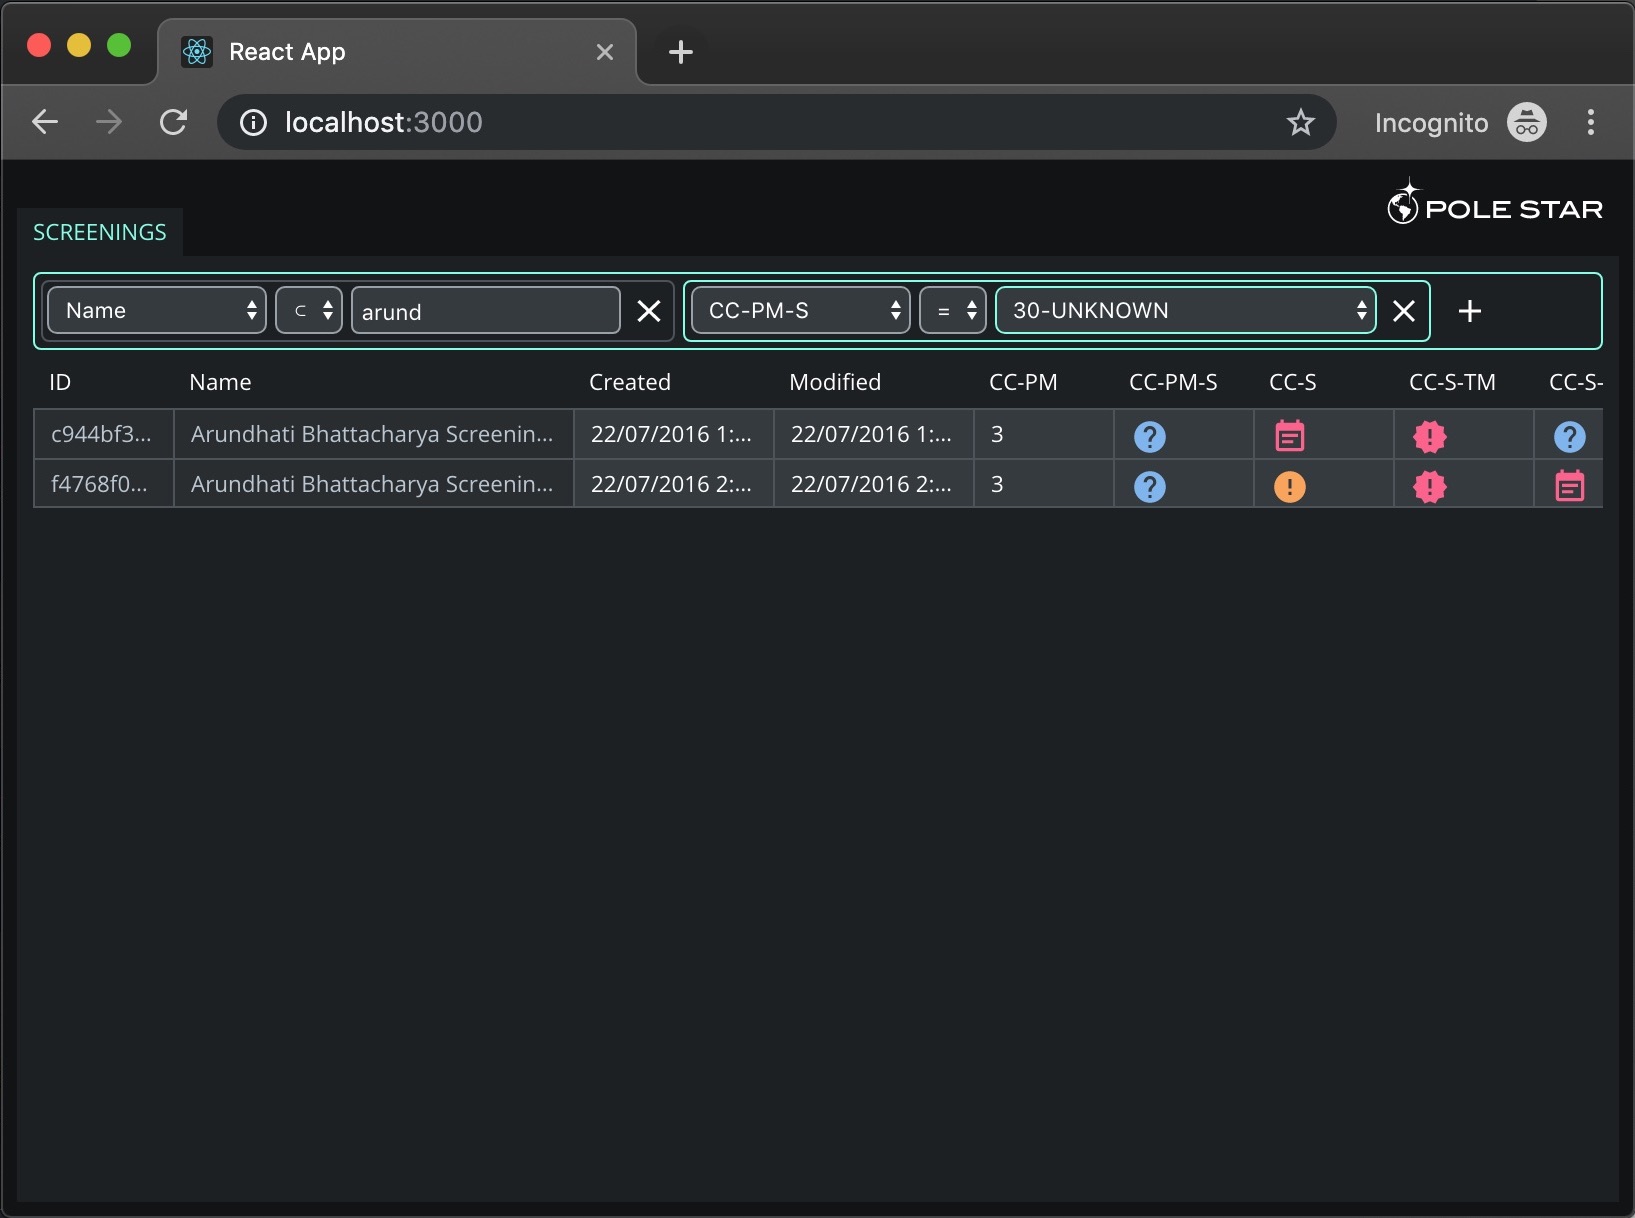 React App
localhost:3000
Incognito
POLE STAR
SCREENINGS
Name ⊂ arund CC-PM-S = 30-UNKNOWN
ID Name Created Modified CC-PM CC-PM-S CC-S CC-S-TM CC-S-
c944bf3... Arundhati Bhattacharya Screenin... 22/07/2016 1:... 22/07/2016 1:... 3
f4768f0... Arundhati Bhattacharya Screenin... 22/07/2016 2:... 22/07/2016 2:... 3